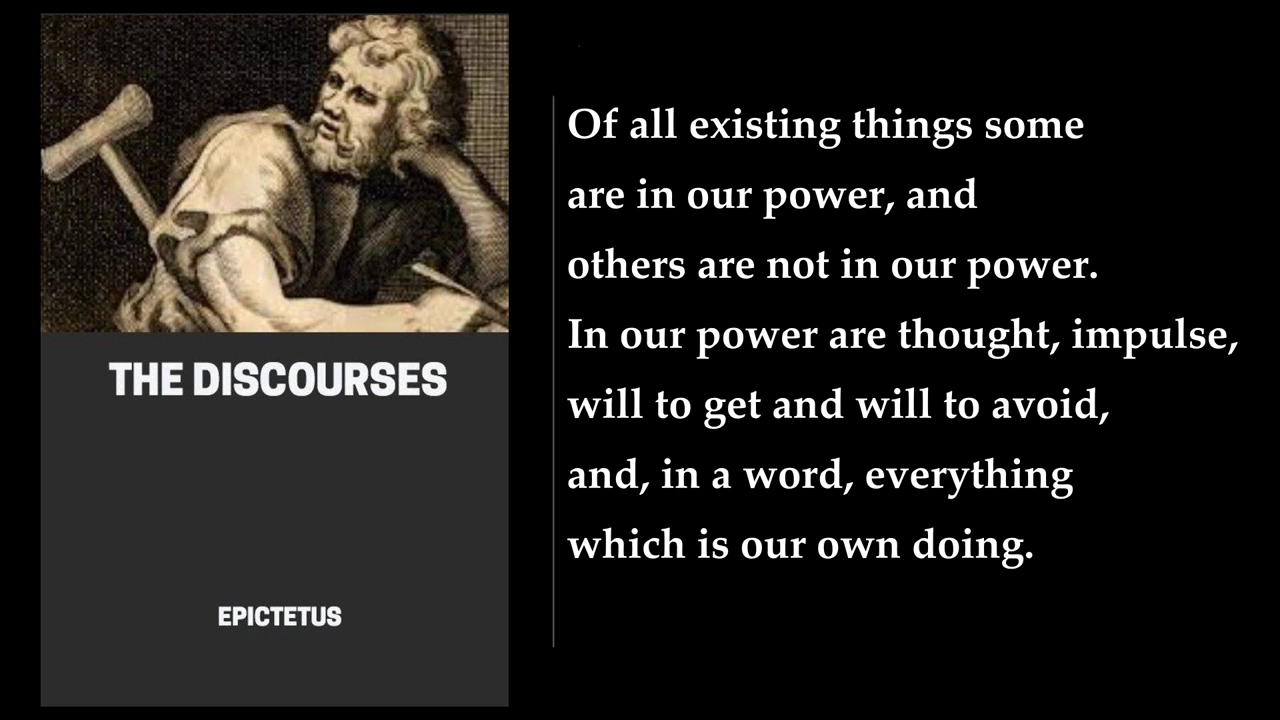 THE DISCOURSES
EPICTETUS
Of all existing things some
are in our power, and
others are not in our power.
In our power are thought, impulse,
will to get and will to avoid,
and, in a word, everything
which is our own doing.